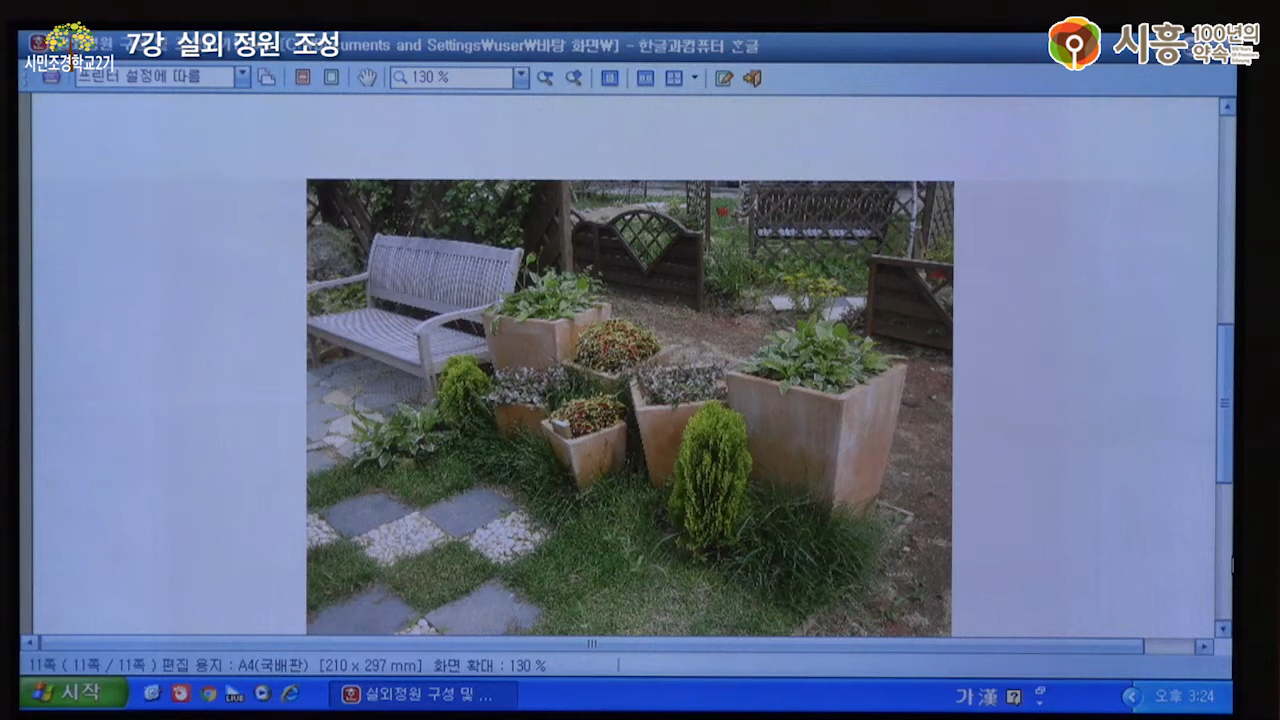 7강 실외 정원 조성
시민조경학교2기
시흥 100년의 약속
uments and Settings₩user₩바탕 화면₩] - 한글과컴퓨터 흔글
프린터 설정에 따름
130 %
11쪽 ( 11쪽 / 11쪽 ) 편집 용지 : A4(국배판) [210 x 297 mm] 화면 확대 : 130 %
시작
LIVE
실외정원 구성 및 ...
가 漢 ?
오후 3:24